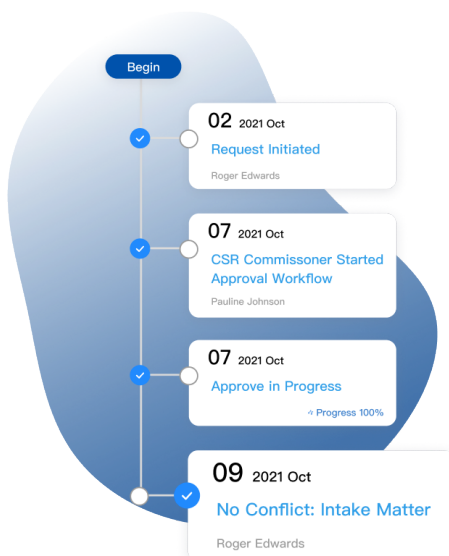 Begin
02 2021 Oct
Request Initiated
Roger Edwards
07 2021 Oct
CSR Commissoner Started
Approval Workflow
Pauline Johnson
07 2021 Oct
Approve in Progress
Progress 100%
09 2021 Oct
No Conflict: Intake Matter
Roger Edwards